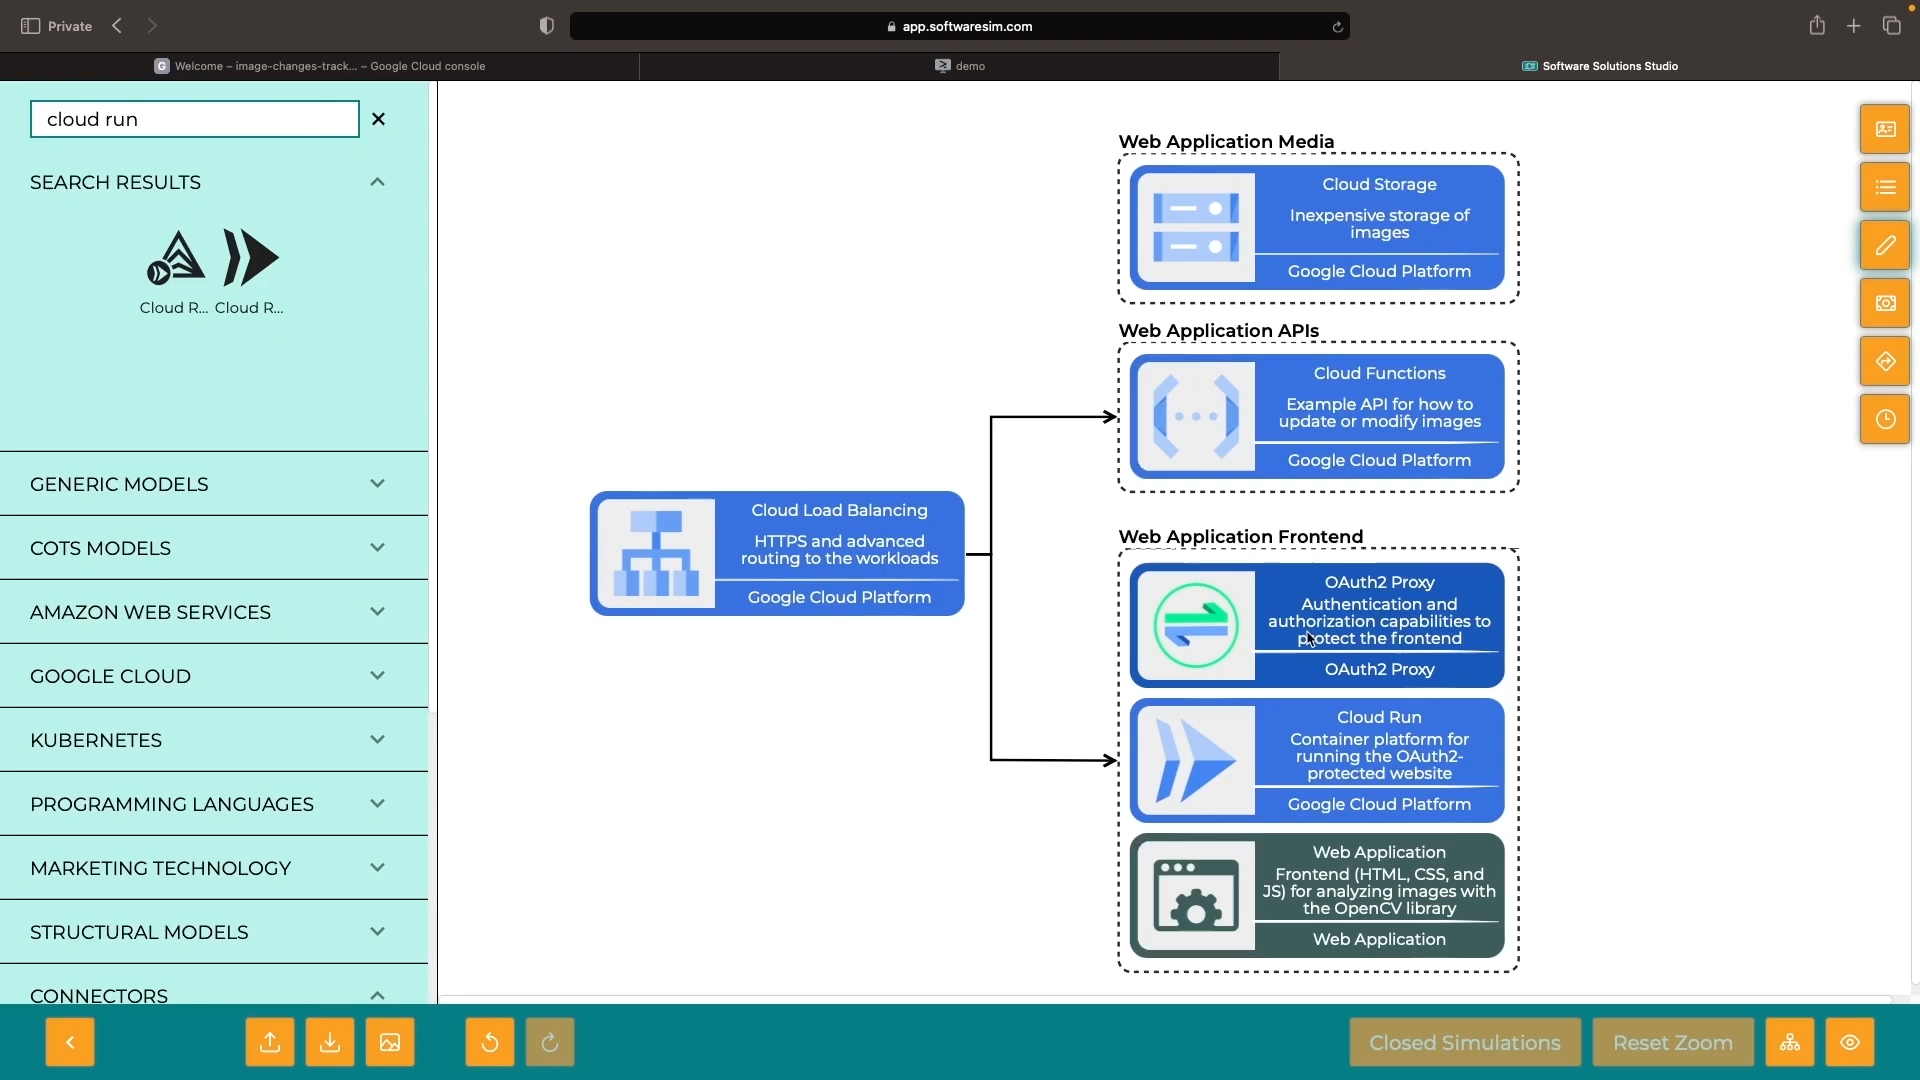 Private
app.softwaresim.com
Welcome – image-changes-track... – Google Cloud console
demo
Software Solutions Studio
cloud run
SEARCH RESULTS
Cloud R... Cloud R...
GENERIC MODELS
COTS MODELS
AMAZON WEB SERVICES
GOOGLE CLOUD
KUBERNETES
PROGRAMMING LANGUAGES
MARKETING TECHNOLOGY
STRUCTURAL MODELS
CONNECTORS
Cloud Load Balancing
HTTPS and advanced
routing to the workloads
Google Cloud Platform
Web Application Media
Cloud Storage
Inexpensive storage of
images
Google Cloud Platform
Web Application APIs
Cloud Functions
Example API for how to
update or modify images
Google Cloud Platform
Web Application Frontend
OAuth2 Proxy
Authentication and
authorization capabilities to
protect the frontend
OAuth2 Proxy
Cloud Run
Container platform for
running the OAuth2-
protected website
Google Cloud Platform
Web Application
Frontend (HTML, CSS, and
JS) for analyzing images with
the OpenCV library
Web Application
Closed Simulations
Reset Zoom